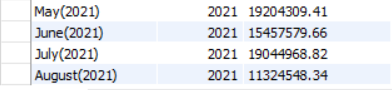 May(2021) 2021 19204309.41
June(2021) 2021 15457579.66
July(2021) 2021 19044968.82
August(2021) 2021 11324548.34